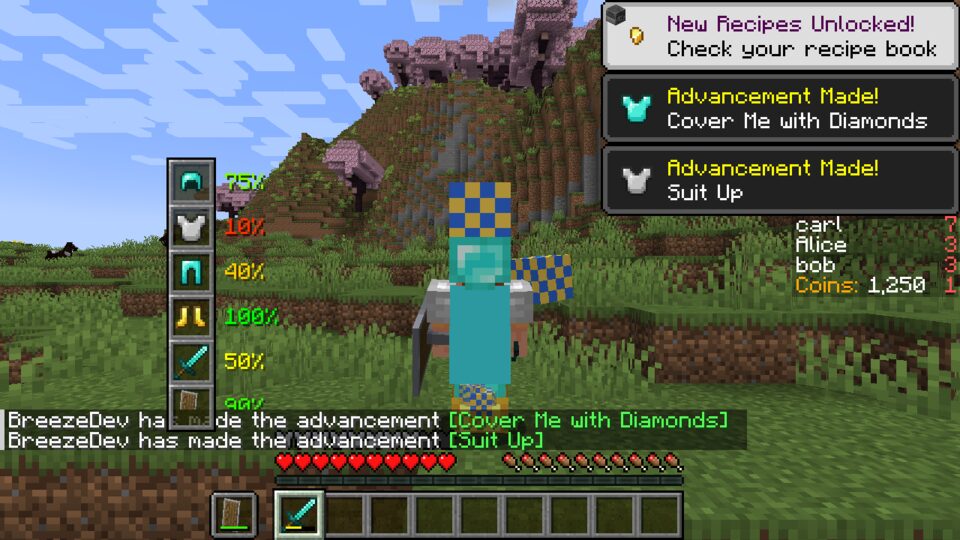 New Recipes Unlocked!
Check your recipe book
Advancement Made!
Cover Me with Diamonds
Advancement Made!
Suit Up
carl 7
Alice 3
bob 3
Coins: 1,250 1
75%
10%
40%
100%
50%
90%
BreezeDev has made the advancement [Cover Me with Diamonds]
BreezeDev has made the advancement [Suit Up]